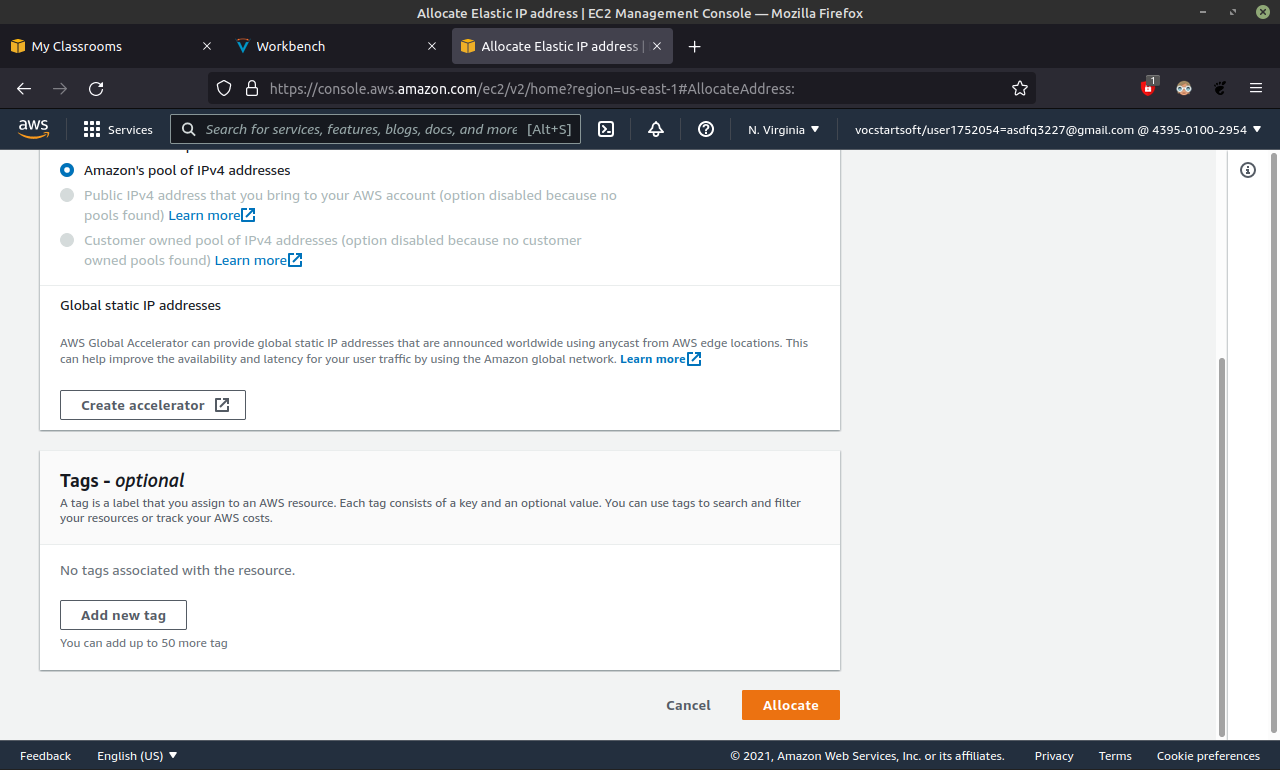 Allocate Elastic IP address | EC2 Management Console — Mozilla Firefox
My Classrooms
Workbench
Allocate Elastic IP address |
https://console.aws.amazon.com/ec2/v2/home?region=us-east-1#AllocateAddress:
1
aws
Services
Search for services, features, blogs, docs, and more
[Alt+S]
N. Virginia
vocstartsoft/user1752054=asdfq3227@gmail.com @ 4395-0100-2954
Amazon's pool of IPv4 addresses
Public IPv4 address that you bring to your AWS account (option disabled because no
pools found) Learn more
Customer owned pool of IPv4 addresses (option disabled because no customer
owned pools found) Learn more
Global static IP addresses
AWS Global Accelerator can provide global static IP addresses that are announced worldwide using anycast from AWS edge locations. This
can help improve the availability and latency for your user traffic by using the Amazon global network. Learn more
Create accelerator
Tags - optional
A tag is a label that you assign to an AWS resource. Each tag consists of a key and an optional value. You can use tags to search and filter
your resources or track your AWS costs.
No tags associated with the resource.
Add new tag
You can add up to 50 more tag
Cancel
Allocate
Feedback
English (US)
© 2021, Amazon Web Services, Inc. or its affiliates.
Privacy
Terms
Cookie preferences